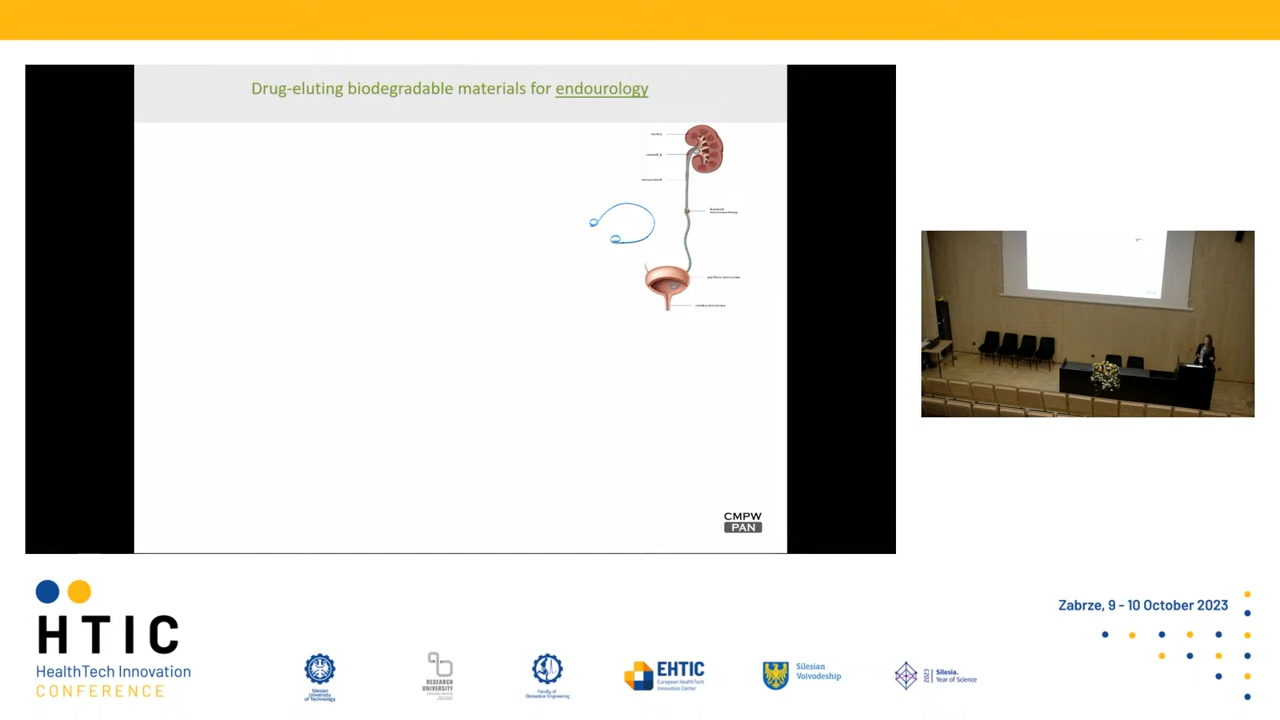 Drug-eluting biodegradable materials for endourology
CMPW
PAN
HTIC
HealthTech Innovation
CONFERENCE
Silesian
University
of Technology
RESEARCH
UNIVERSITY
Faculty of
Biomedical Engineering
EHTIC
European HealthTech
Innovation Center
Silesian
Voivodeship
2023
Silesia.
Year of Science
Zabrze, 9 - 10 October 2023